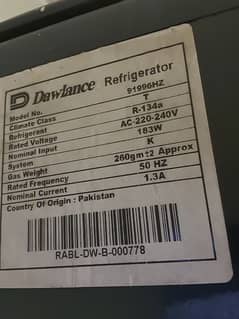 Dawlance Refrigerator
Model No. 91996HZ
Climate Class T
Refrigerent R-134a
Rated Voltage AC-220-240V
Nominal Input 183W
System K
Gas Weight 260gm±2 Approx
Rated Frequency 50 HZ
Nominal Current 1.3A
Country Of Origin : Pakistan
RABL-DW-B-000778